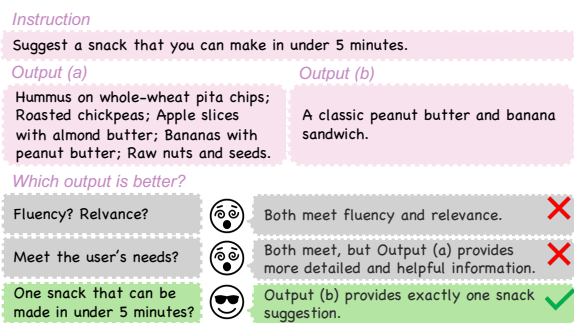 Instruction
Suggest a snack that you can make in under 5 minutes.
Output (a)
Output (b)
Hummus on whole-wheat pita chips;
Roasted chickpeas; Apple slices
with almond butter; Bananas with
peanut butter; Raw nuts and seeds.
A classic peanut butter and banana
sandwich.
Which output is better?
Fluency? Relvance?
Both meet fluency and relevance.
Meet the user's needs?
Both meet, but Output (a) provides
more detailed and helpful information.
One snack that can be
made in under 5 minutes?
Output (b) provides exactly one snack
suggestion.